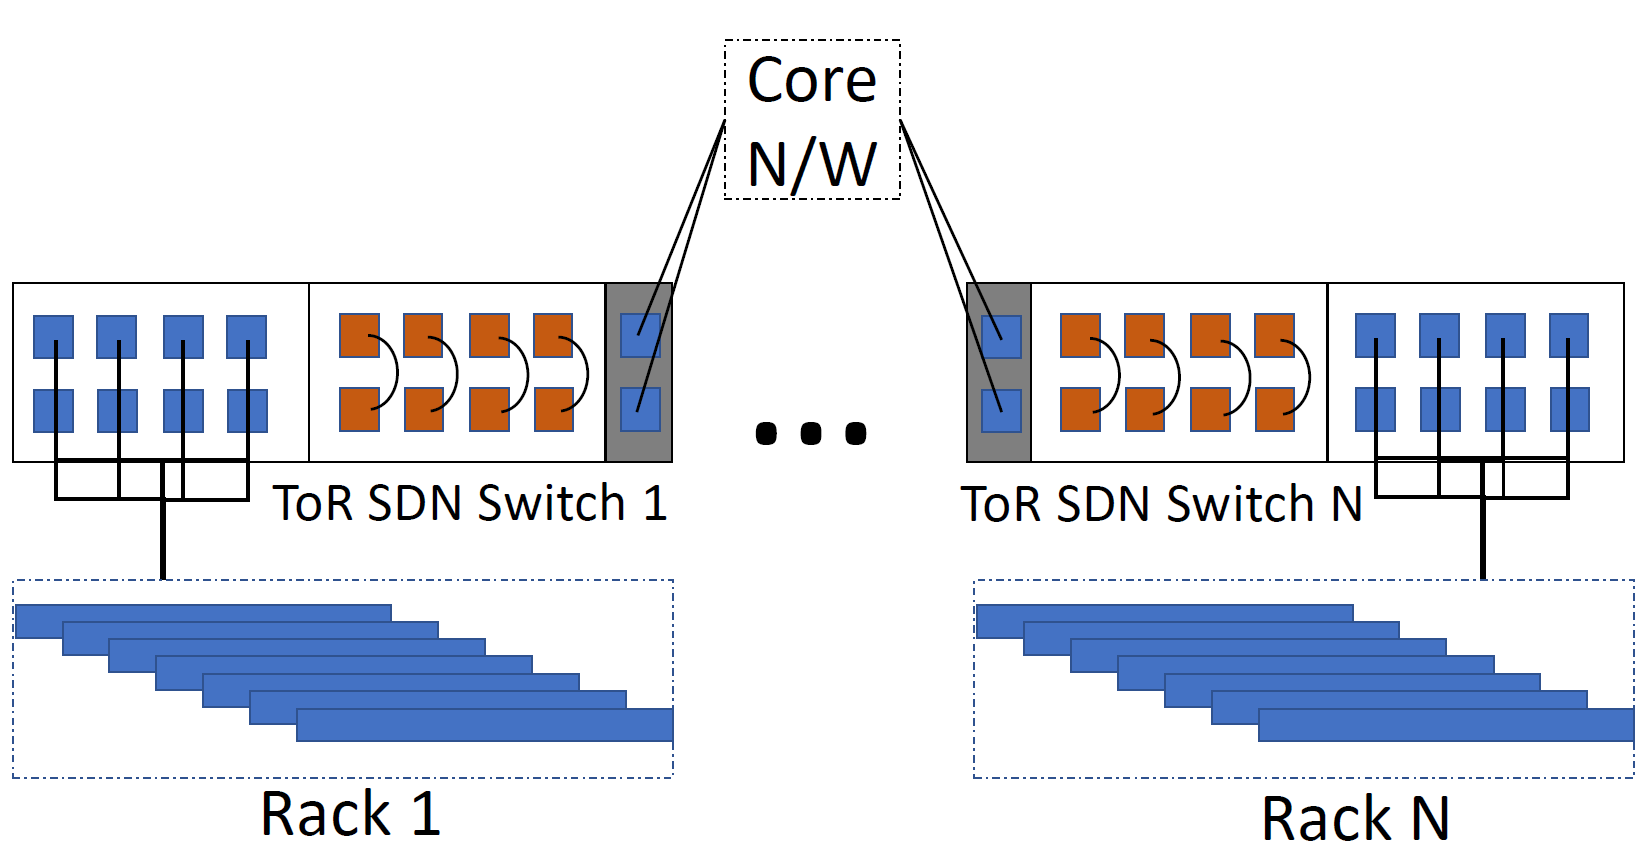 Core
N/W
ToR SDN Switch 1
ToR SDN Switch N
Rack 1
Rack N